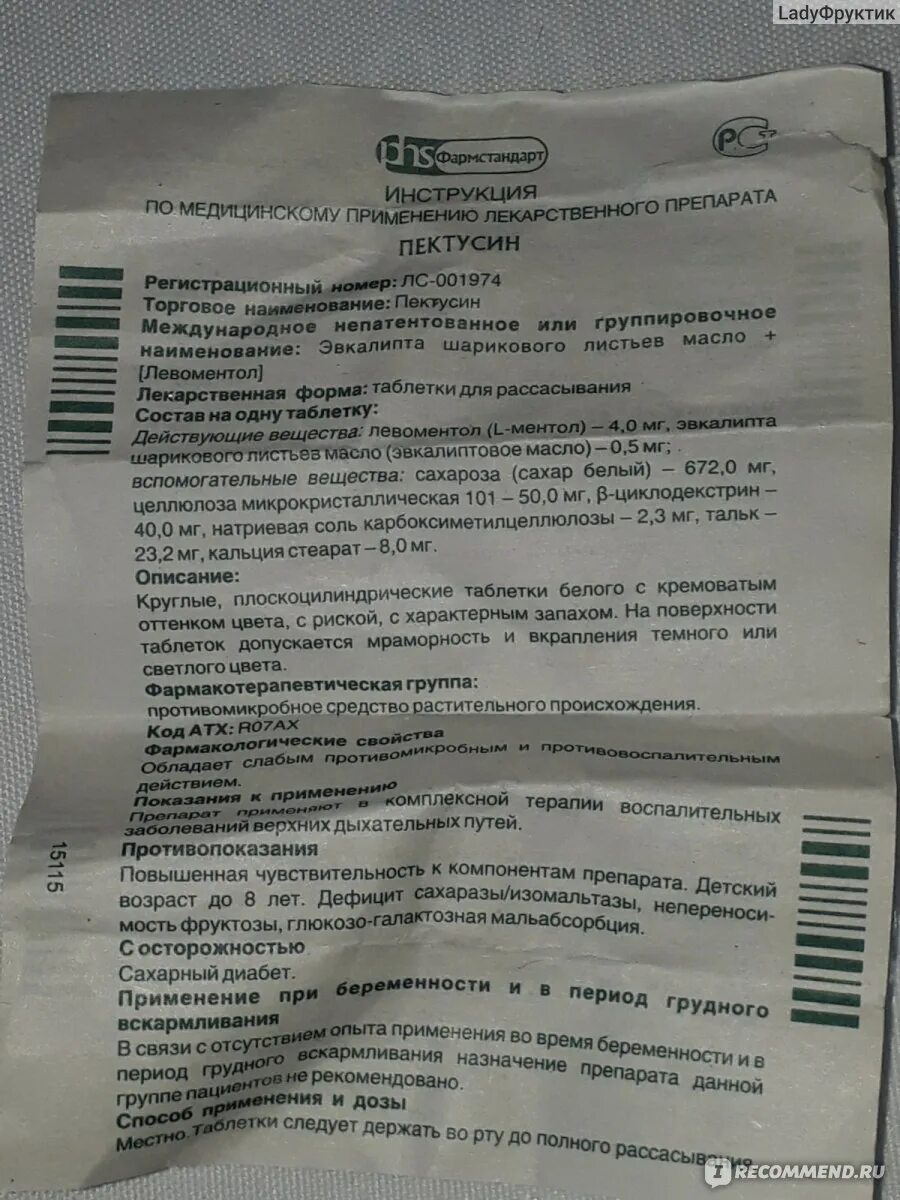 LadyФруктик
phs Фармстандарт
РСТ
ИНСТРУКЦИЯ
ПО МЕДИЦИНСКОМУ ПРИМЕНЕНИЮ ЛЕКАРСТВЕННОГО ПРЕПАРАТА
ПЕКТУСИН
Регистрационный номер: ЛС-001974
Торговое наименование: Пектусин
Международное непатентованное или группировочное
наименование: Эвкалипта шарикового листьев масло +
[Левоментол]
Лекарственная форма: таблетки для рассасывания
Состав на одну таблетку:
Действующие вещества: левоментол (L-ментол) – 4,0 мг, эвкалипта
шарикового листьев масло (эвкалиптовое масло) – 0,5 мг;
вспомогательные вещества: сахароза (сахар белый) – 672,0 мг,
целлюлоза микрокристаллическая 101 – 50,0 мг, β-циклодекстрин –
40,0 мг, натриевая соль карбоксиметилцеллюлозы – 2,3 мг, тальк –
23,2 мг, кальция стеарат – 8,0 мг.
Описание:
Круглые, плоскоцилиндрические таблетки белого с кремоватым
оттенком цвета, с риской, с характерным запахом. На поверхности
таблеток допускается мраморность и вкрапления темного или
светлого цвета.
Фармакотерапевтическая группа:
противомикробное средство растительного происхождения.
Код АТХ: R07AX
Фармакологические свойства
Обладает слабым противомикробным и противовоспалительным
действием.
Показания к применению
Препарат применяют в комплексной терапии воспалительных
заболеваний верхних дыхательных путей.
Противопоказания
Повышенная чувствительность к компонентам препарата. Детский
возраст до 8 лет. Дефицит сахаразы/изомальтазы, непереноси-
мость фруктозы, глюкозо-галактозная мальабсорбция.
С осторожностью
Сахарный диабет.
Применение при беременности и в период грудного
вскармливания
В связи с отсутствием опыта применения во время беременности и в
период грудного вскармливания назначение препарата данной
группе пациентов не рекомендовано.
Способ применения и дозы
Местно. Таблетки следует держать во рту до полного рассасывания
15115
IRECOMMEND.RU